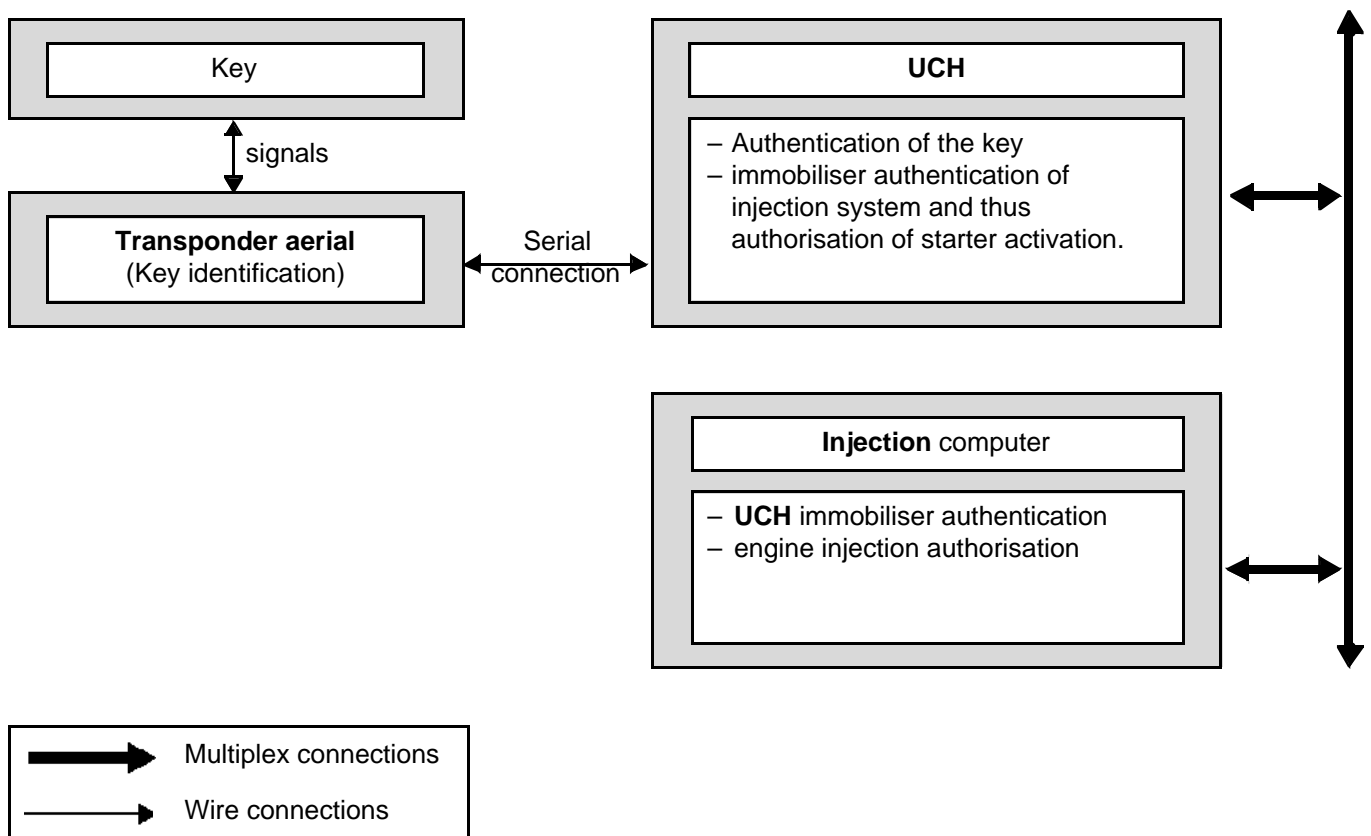 Key
signals
Transponder aerial
(Key identification)
Serial
connection
UCH
– Authentication of the key
– immobiliser authentication of
injection system and thus
authorisation of starter activation.
Injection computer
– UCH immobiliser authentication
– engine injection authorisation
Multiplex connections
Wire connections